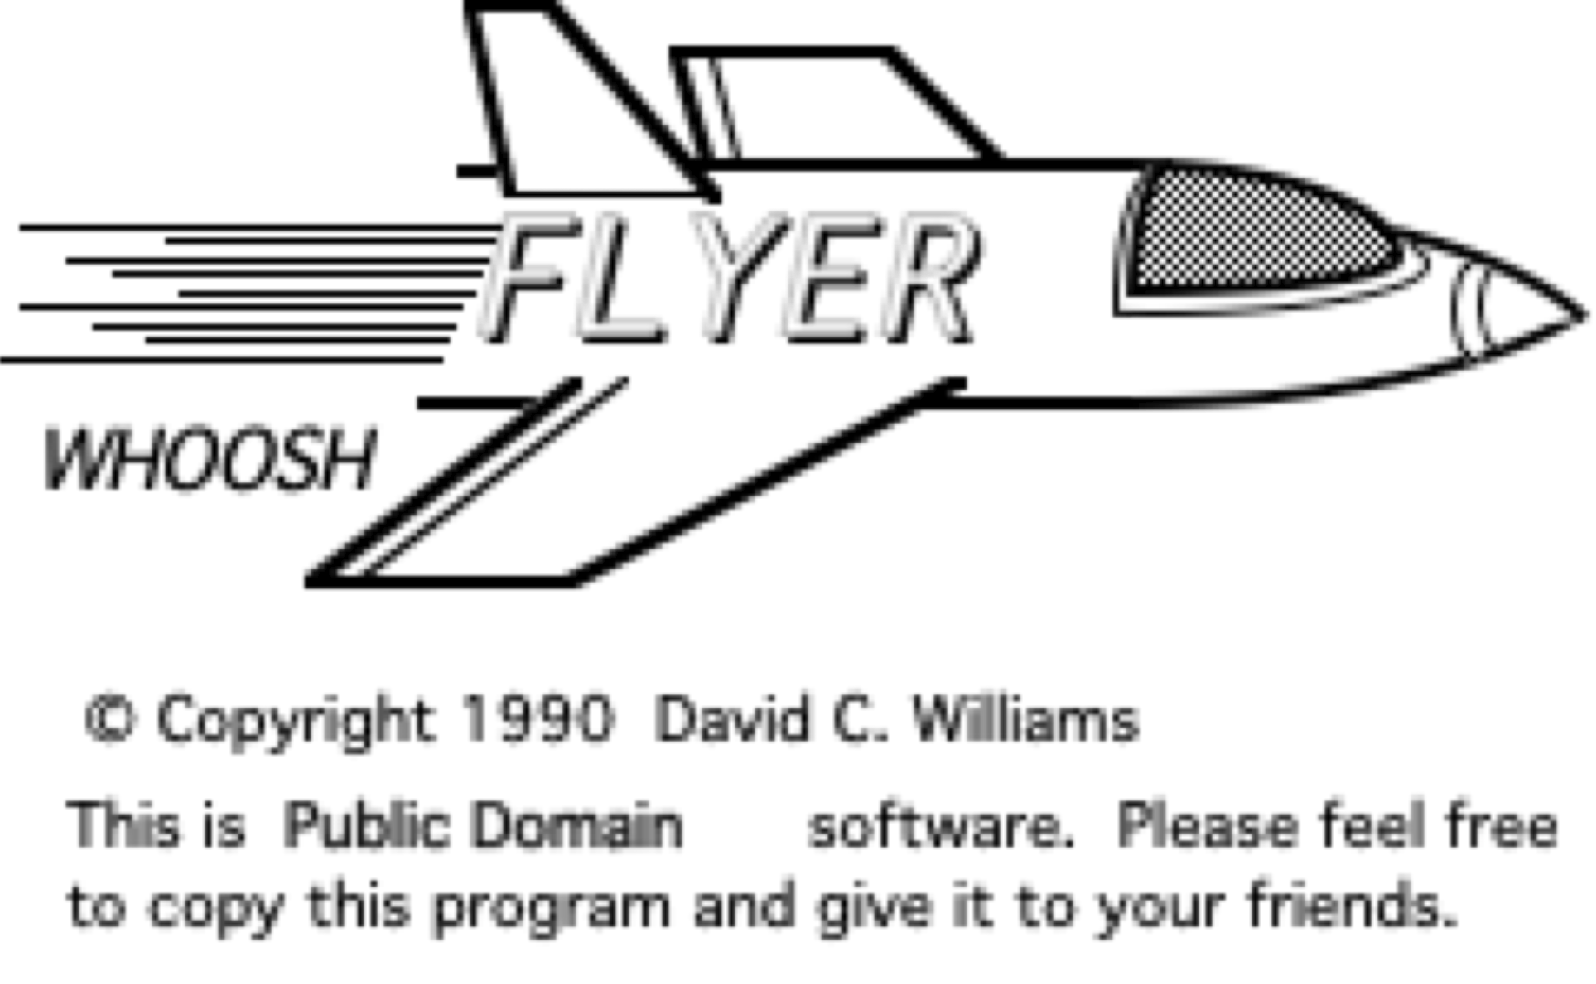 FLYER
WHOOSH
© Copyright 1990 David C. Williams
This is Public Domain software. Please feel free
to copy this program and give it to your friends.